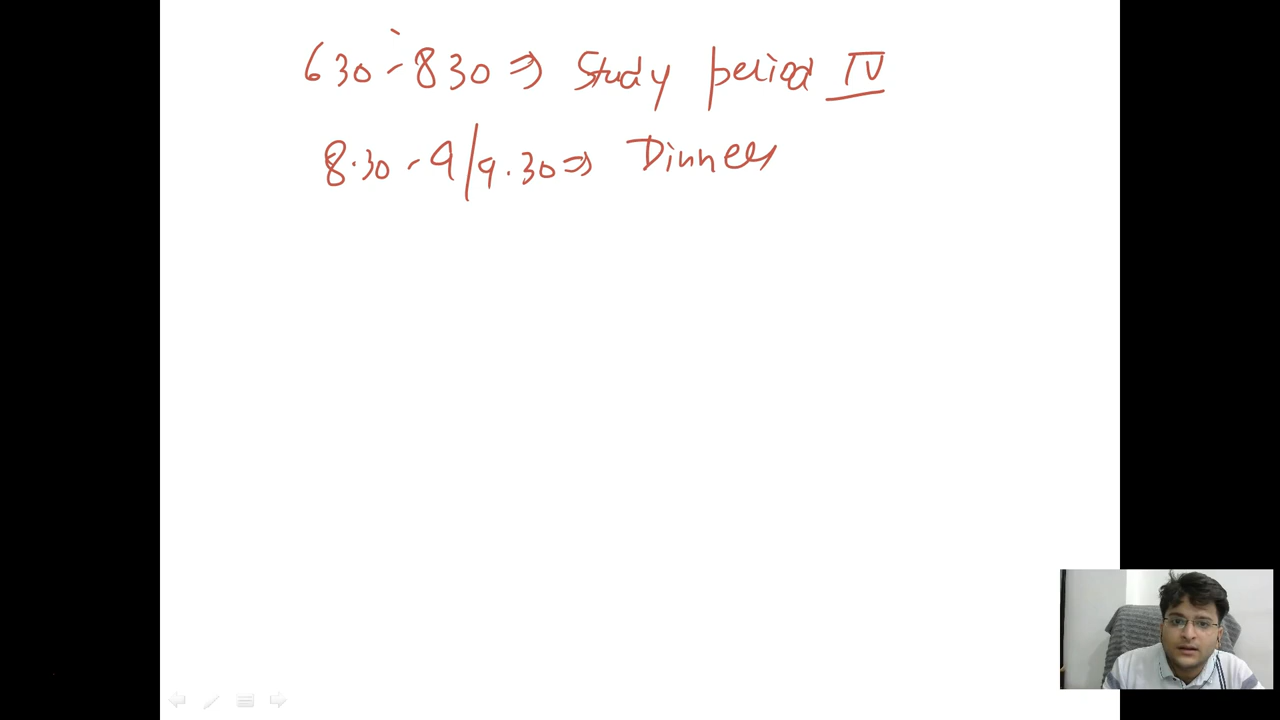 630 - 830 ⇒ Study period IV
8.30 - 9/9.30 ⇒ Dinner